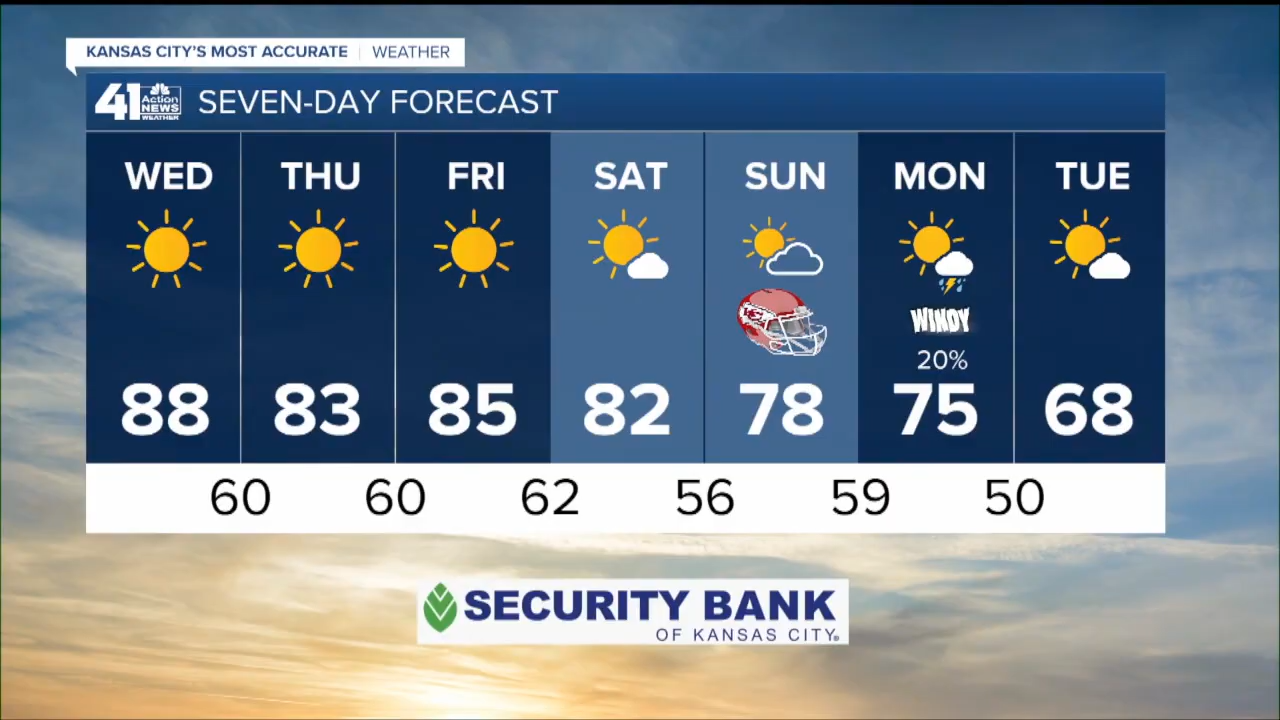 KANSAS CITY'S MOST ACCURATE | WEATHER
41 Action NEWS WEATHER SEVEN-DAY FORECAST
WED THU FRI SAT SUN MON TUE
WINDY
20%
88 83 85 82 78 75 68
60 60 62 56 59 50
SECURITY BANK
OF KANSAS CITY®